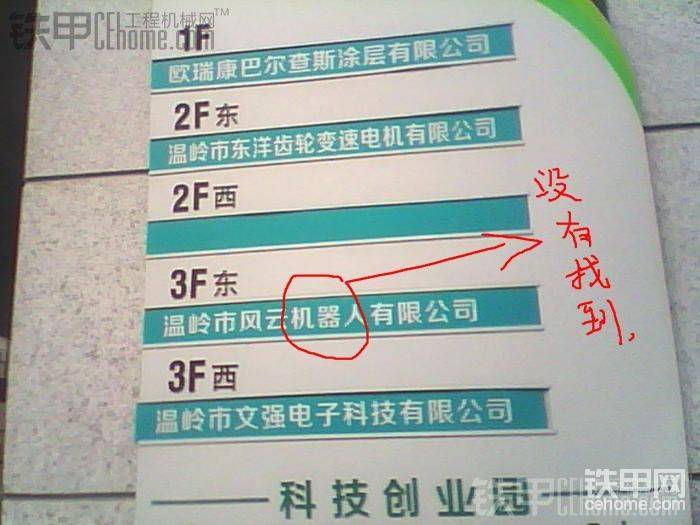 铁甲 工程机械网™
CEhome.com
1F
欧瑞康巴尔查斯涂层有限公司
2F东
温岭市东洋齿轮变速电机有限公司
2F西
3F东
温岭市风云机器人有限公司
没有找到.
3F西
温岭市文强电子科技有限公司
科技创业园
铁甲 CEhome.com
铁甲网